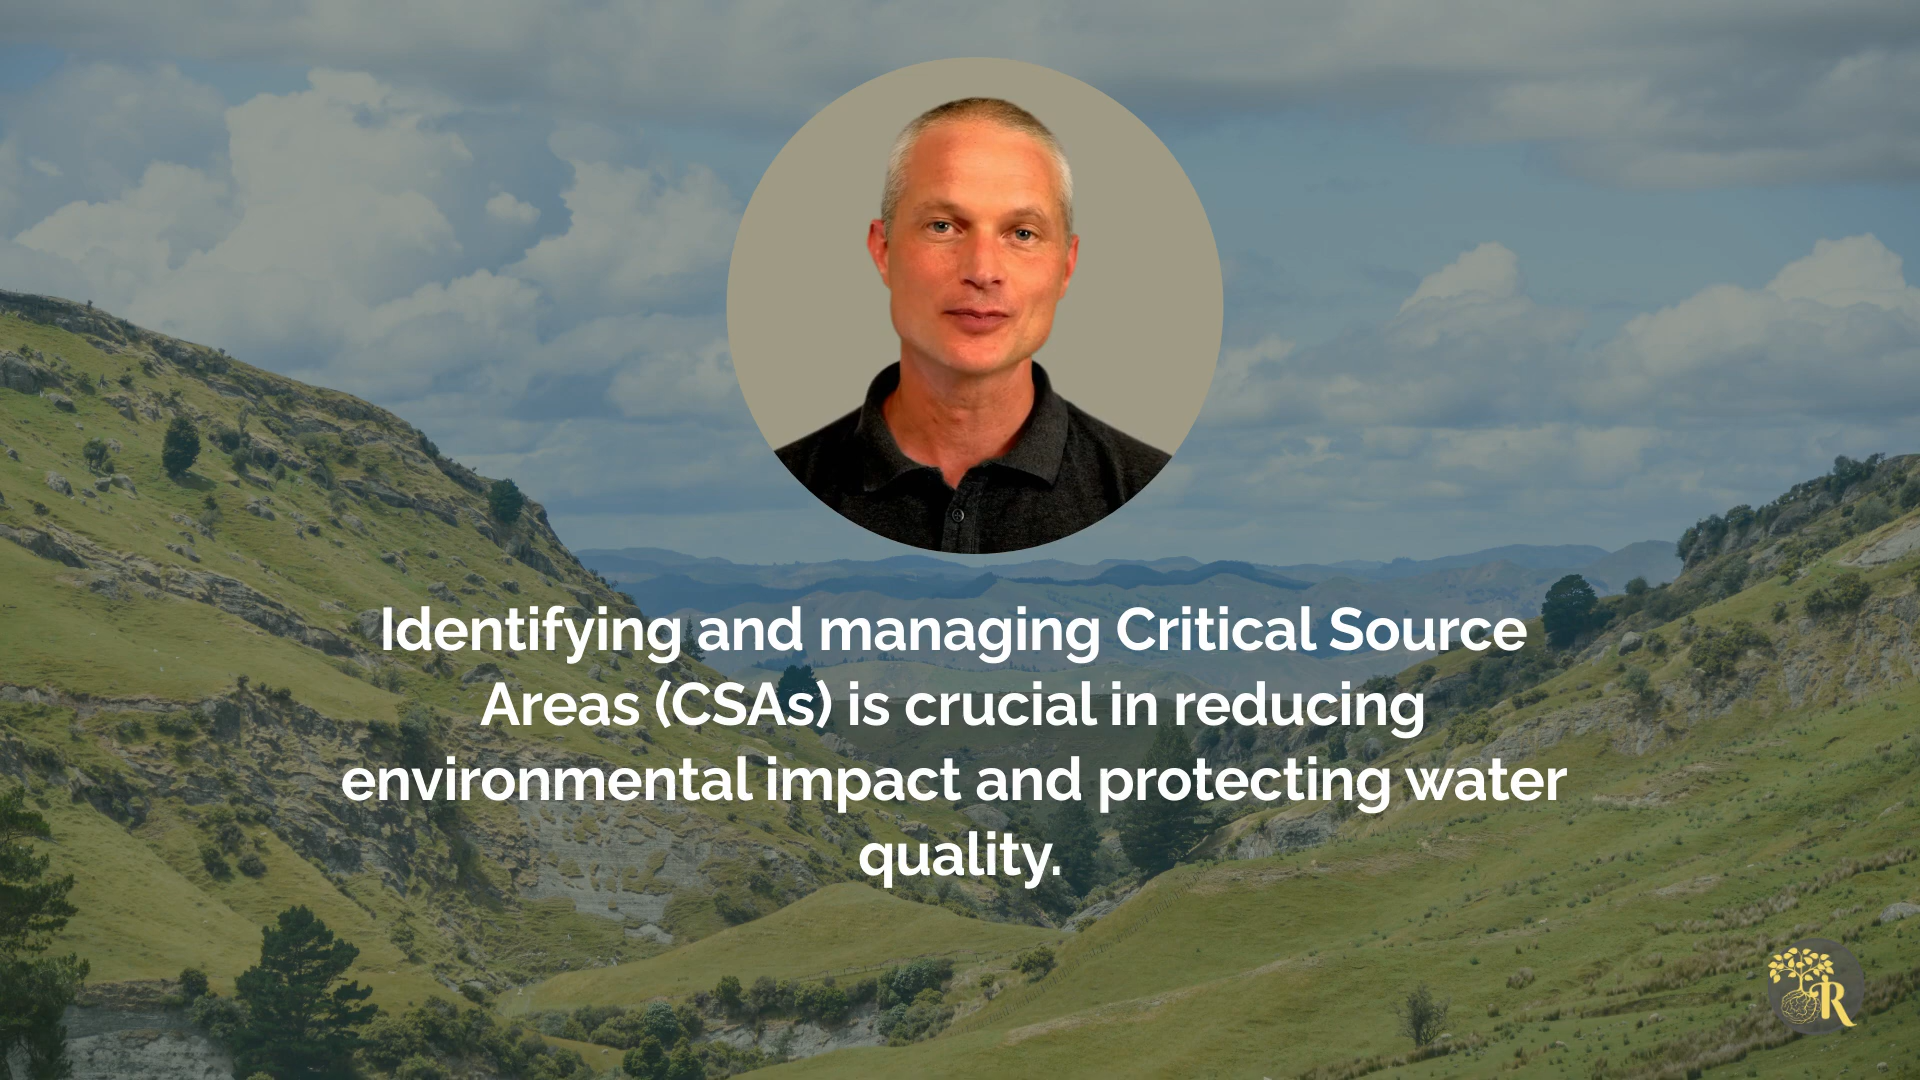 Identifying and managing Critical Source
Areas (CSAs) is crucial in reducing
environmental impact and protecting water
quality.
R